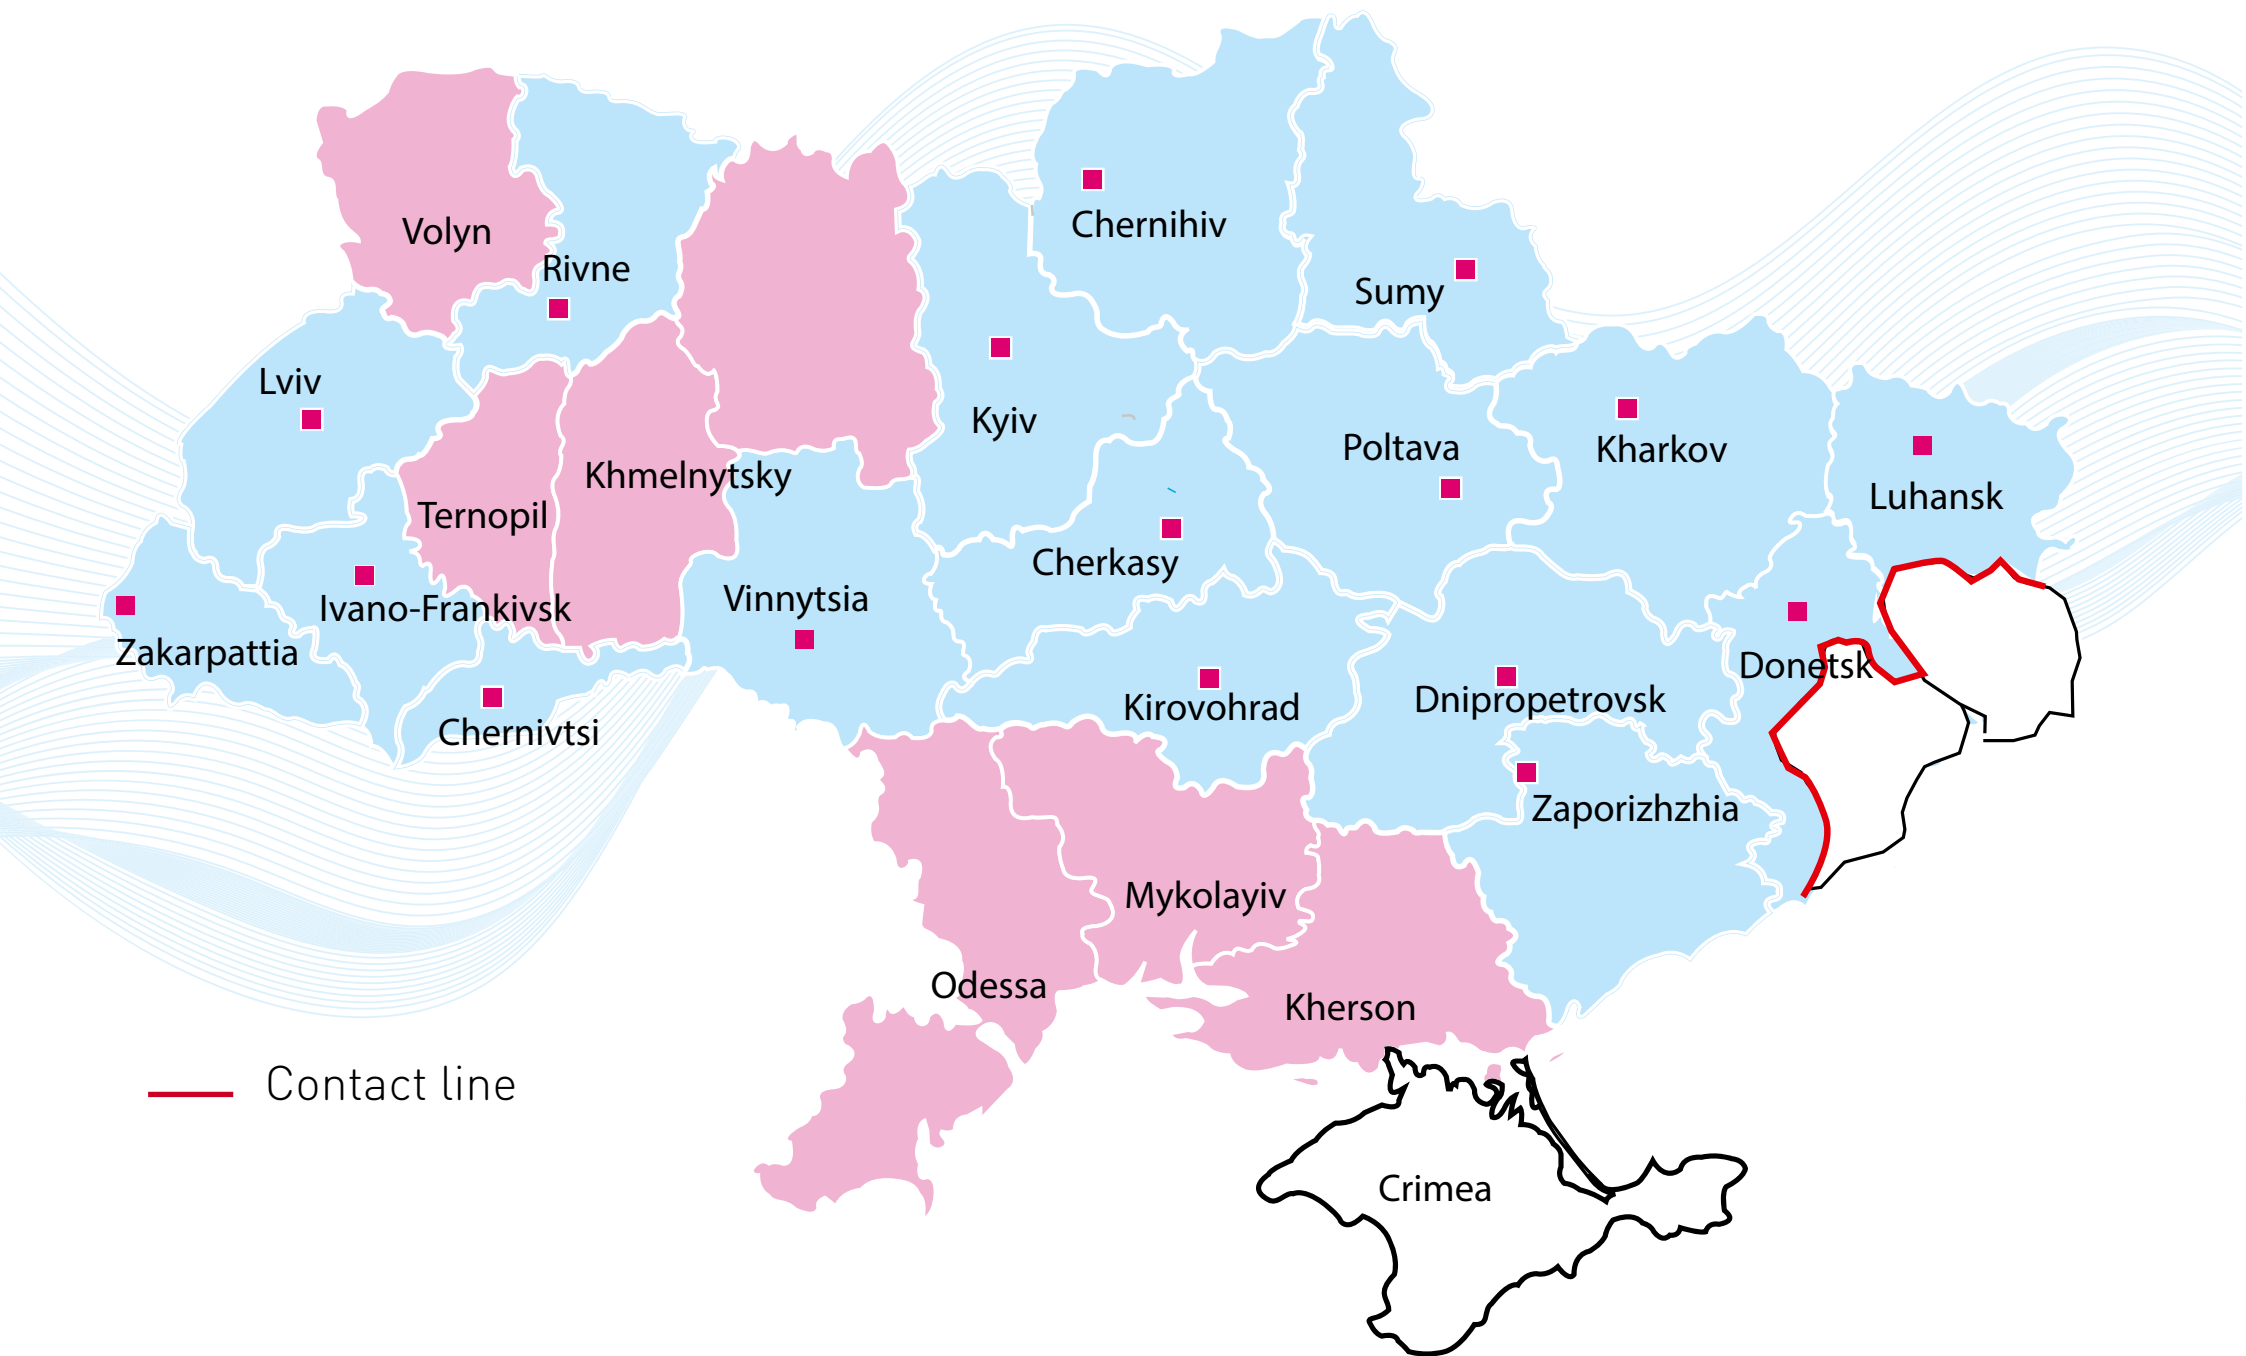 Volyn
Rivne
Chernihiv
Sumy
Lviv
Kyiv
Poltava
Kharkov
Khmelnytsky
Luhansk
Ternopil
Cherkasy
Vinnytsia
Ivano-Frankivsk
Zakarpattia
Donetsk
Dnipropetrovsk
Kirovohrad
Chernivtsi
Zaporizhzhia
Mykolayiv
Odessa
Kherson
Contact line
Crimea